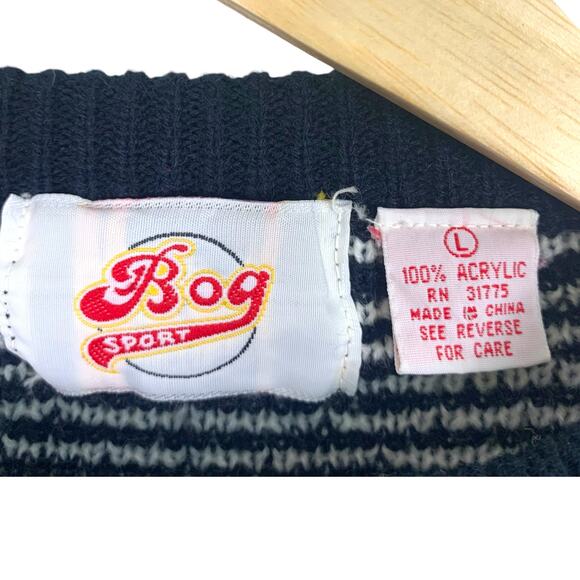 Bog
SPORT
L
100% ACRYLIC
RN 31775
MADE IN CHINA
SEE REVERSE
FOR CARE